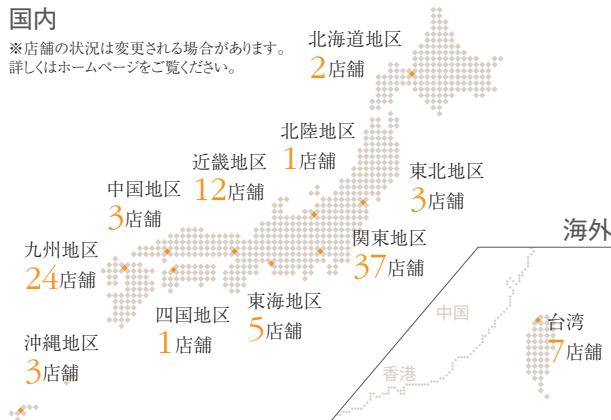 国内
※店舗の状況は変更される場合があります。
詳しくはホームページをご覧ください。
北海道地区
2店舗
北陸地区
1店舗
近畿地区
12店舗
東北地区
3店舗
中国地区
3店舗
関東地区
37店舗
九州地区
24店舗
東海地区
5店舗
四国地区
1店舗
沖縄地区
3店舗
海外
中国
香港
台湾
7店舗